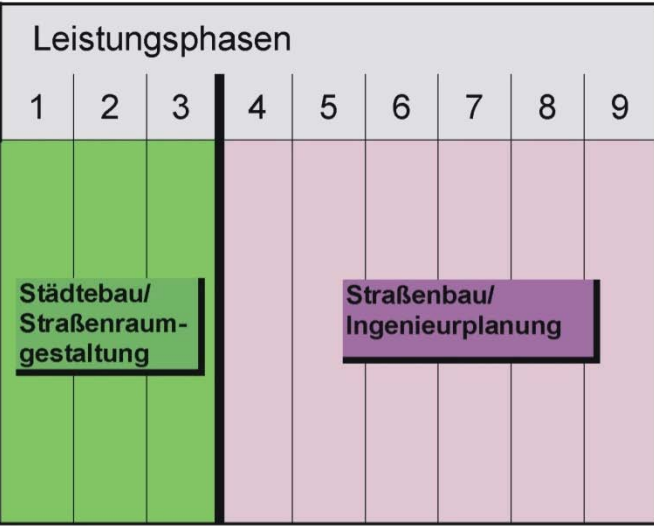 Leistungsphasen
1 2 3 4 5 6 7 8 9
Städtebau/
Straßenraum-
gestaltung
Straßenbau/
Ingenieurplanung